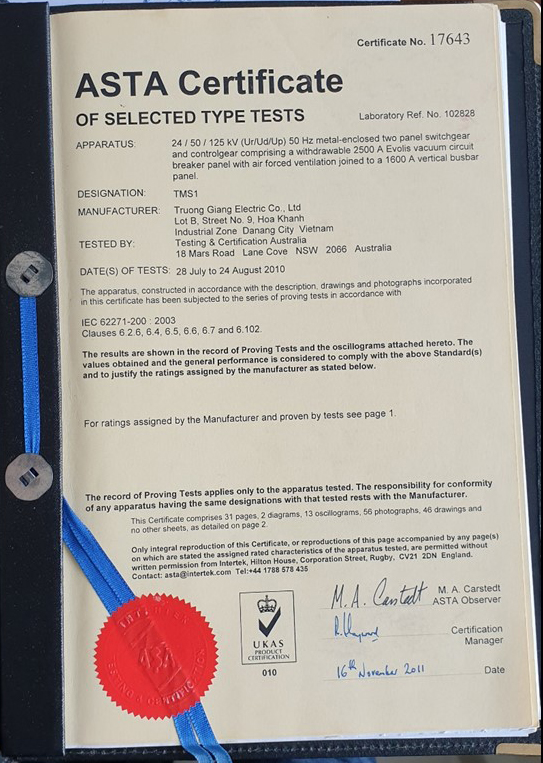 Certificate No. 17643
ASTA Certificate
OF SELECTED TYPE TESTS
Laboratory Ref. No. 102828
APPARATUS: 24 / 50 / 125 kV (Ur/Ud/Up) 50 Hz metal-enclosed two panel switchgear
and controlgear comprising a withdrawable 2500 A Evolis vacuum circuit
breaker panel with air forced ventilation joined to a 1600 A vertical busbar
panel.
DESIGNATION: TMS1
MANUFACTURER: Truong Giang Electric Co., Ltd
Lot B, Street No. 9, Hoa Khanh
Industrial Zone Danang City Vietnam
TESTED BY: Testing & Certification Australia
18 Mars Road Lane Cove NSW 2066 Australia
DATE(S) OF TESTS: 28 July to 24 August 2010
The apparatus, constructed in accordance with the description, drawings and photographs incorporated
in this certificate has been subjected to the series of proving tests in accordance with
IEC 62271-200 : 2003
Clauses 6.2.6, 6.4, 6.5, 6.6, 6.7 and 6.102.
The results are shown in the record of Proving Tests and the oscillograms attached hereto. The
values obtained and the general performance is considered to comply with the above Standard(s)
and to justify the ratings assigned by the manufacturer as stated below.
For ratings assigned by the Manufacturer and proven by tests see page 1.
The record of Proving Tests applies only to the apparatus tested. The responsibility for conformity
of any apparatus having the same designations with that tested rests with the Manufacturer.
This Certificate comprises 31 pages, 2 diagrams, 13 oscillograms, 56 photographs, 46 drawings and
no other sheets, as detailed on page 2.
Only integral reproduction of this Certificate, or reproductions of this page accompanied by any page(s)
on which are stated the assigned rated characteristics of the apparatus tested, are permitted without
written permission from Intertek, Hilton House, Corporation Street, Rugby, CV21 2DN England.
Contact: asta@intertek.com Tel:+44 1788 578 435
M. A. Carstedt M. A. Carstedt
ASTA Observer
UKAS
PRODUCT
CERTIFICATION
010
Certification
Manager
16th November 2011 Date